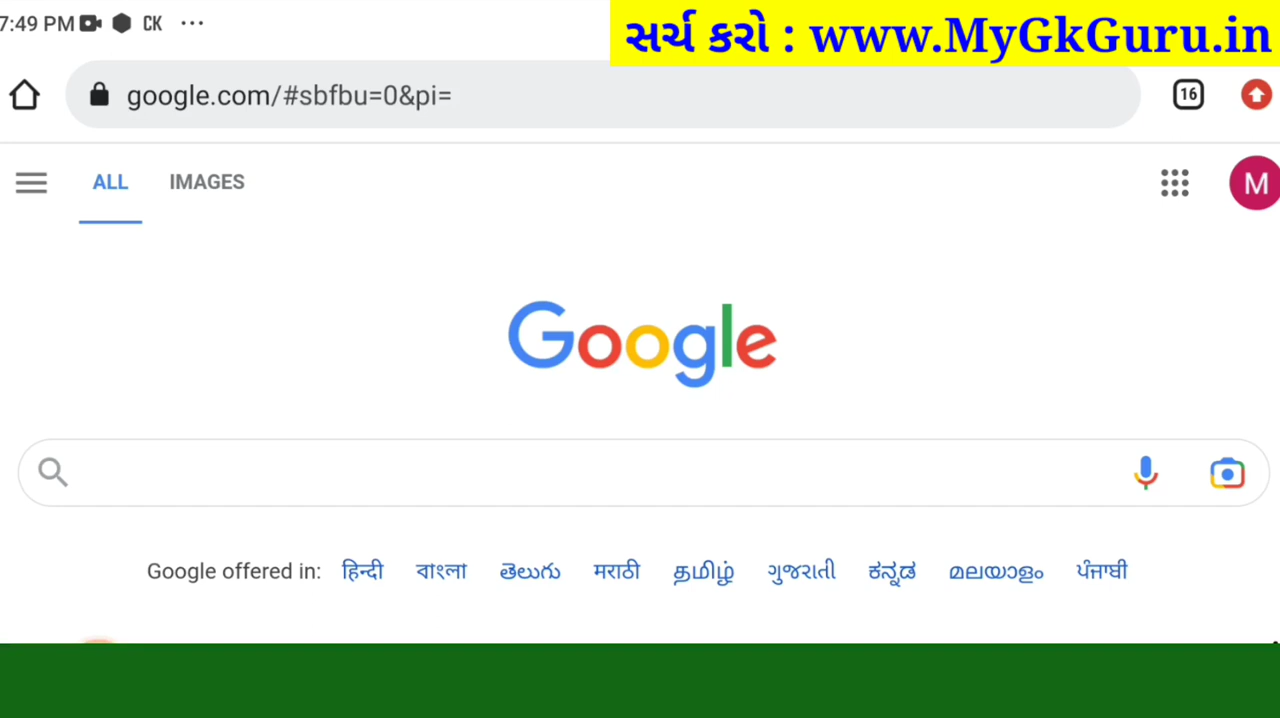 7:49 PM CK ...
સર્ચ કરો : www.MyGkGuru.in
google.com/#sbfbu=0&pi=
16
ALL IMAGES
M
Google
Google offered in: हिन्दी বাংলা తెలుగు मराठी தமிழ் ગુજરાતી ಕನ್ನಡ മലയാളം ਪੰਜਾਬੀ